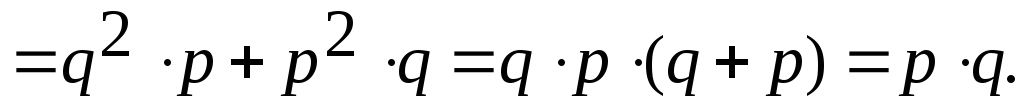 =q² · p + p² · q = q · p · (q + p) = p · q.